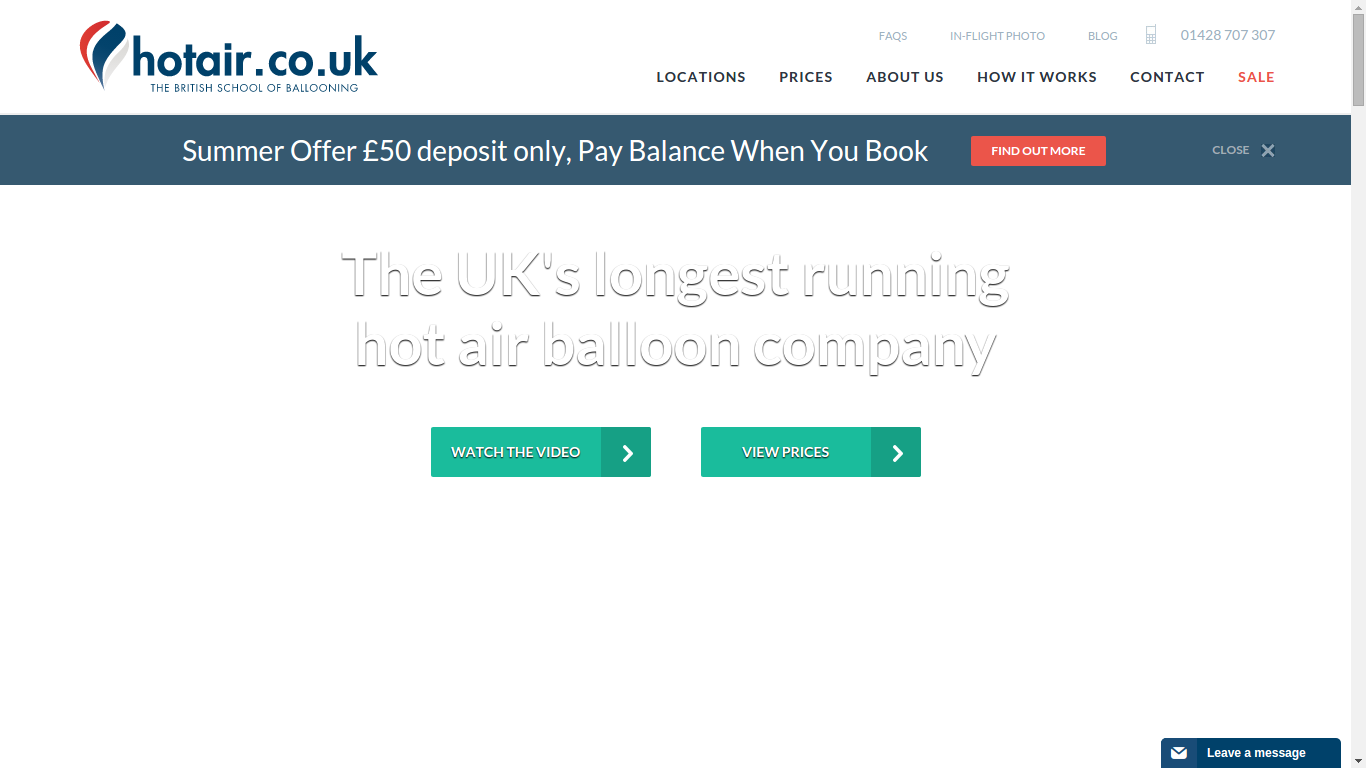 hotair.co.uk
THE BRITISH SCHOOL OF BALLOONING
FAQS IN-FLIGHT PHOTO BLOG 01428 707 307
LOCATIONS PRICES ABOUT US HOW IT WORKS CONTACT SALE
Summer Offer £50 deposit only, Pay Balance When You Book FIND OUT MORE CLOSE
The UK's longest running
hot air balloon company
WATCH THE VIDEO VIEW PRICES
Leave a message